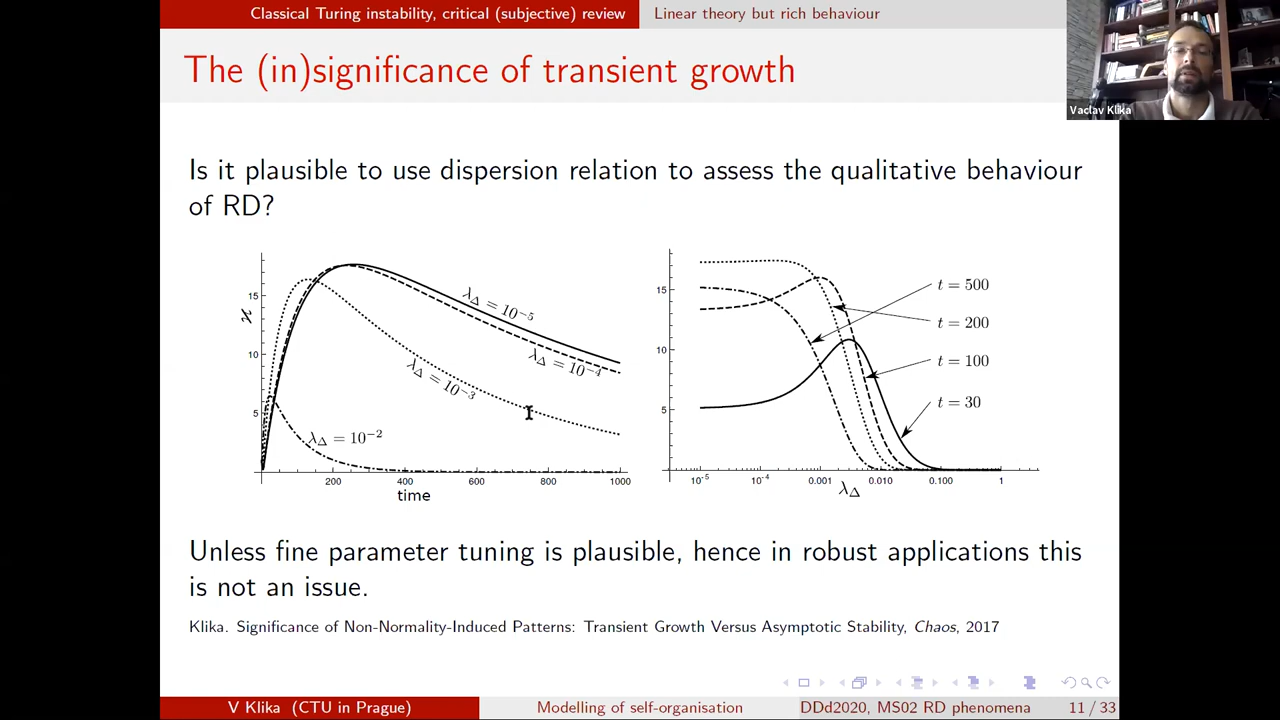 Classical Turing instability, critical (subjective) review
Linear theory but rich behaviour
The (in)significance of transient growth
Vaclav Klika
Is it plausible to use dispersion relation to assess the qualitative behaviour
of RD?
ϰ
15
10
5
200
400
600
800
1000
time
λ_Δ = 10⁻⁵
λ_Δ = 10⁻⁴
λ_Δ = 10⁻³
λ_Δ = 10⁻²
15
10
5
10⁻⁵
10⁻⁴
0.001
0.010
0.100
1
λ_Δ
t = 500
t = 200
t = 100
t = 30
Unless fine parameter tuning is plausible, hence in robust applications this
is not an issue.
Klika. Significance of Non-Normality-Induced Patterns: Transient Growth Versus Asymptotic Stability, Chaos, 2017
V Klika (CTU in Prague)
Modelling of self-organisation
DDd2020, MS02 RD phenomena
11 / 33